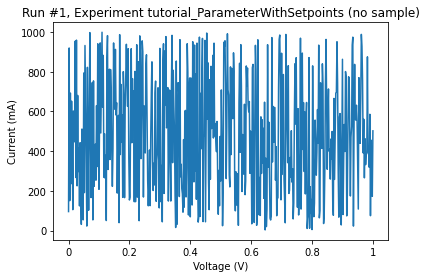 Run #1, Experiment tutorial_ParameterWithSetpoints (no sample)
1000
800
600
400
200
0
Current (mA)
0 0.2 0.4 0.6 0.8 1
Voltage (V)